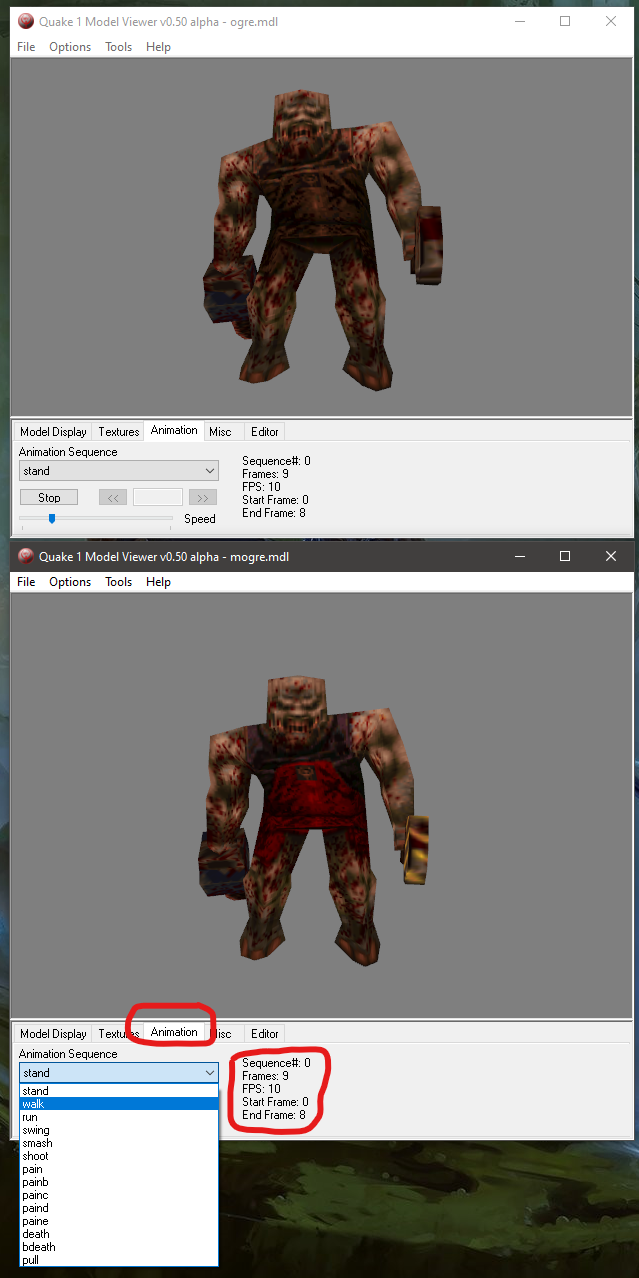 Quake 1 Model Viewer v0.50 alpha - ogre.mdl
File Options Tools Help
Model Display Textures Animation Misc Editor
Animation Sequence
stand
Stop << >>
Speed
Sequence#: 0
Frames: 9
FPS: 10
Start Frame: 0
End Frame: 8
Quake 1 Model Viewer v0.50 alpha - mogre.mdl
File Options Tools Help
Model Display Textures Animation Misc Editor
Animation Sequence
stand
stand
walk
run
swing
smash
shoot
pain
painb
painc
paind
paine
death
bdeath
pull
Sequence#: 0
Frames: 9
FPS: 10
Start Frame: 0
End Frame: 8